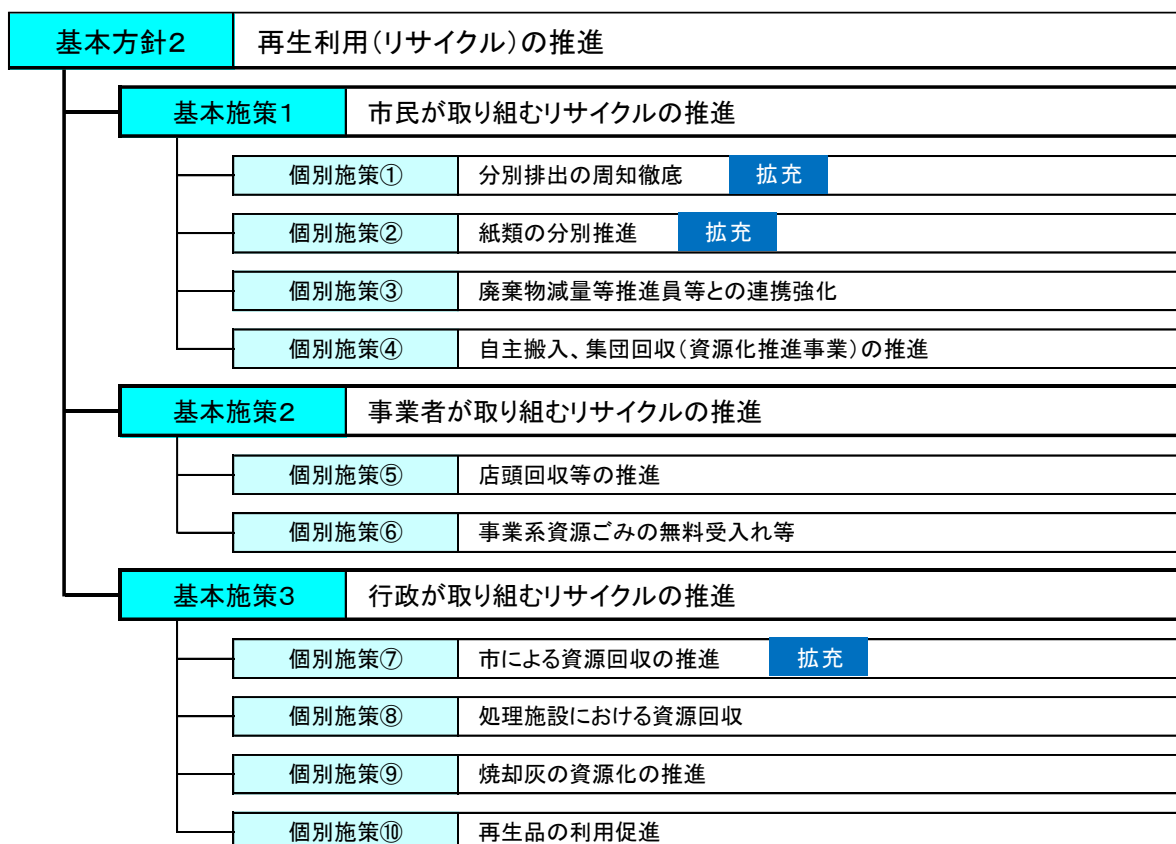 基本方針2 再生利用(リサイクル)の推進
基本施策1 市民が取り組むリサイクルの推進
個別施策① 分別排出の周知徹底 拡充
個別施策② 紙類の分別推進 拡充
個別施策③ 廃棄物減量等推進員等との連携強化
個別施策④ 自主搬入、集団回収(資源化推進事業)の推進
基本施策2 事業者が取り組むリサイクルの推進
個別施策⑤ 店頭回収等の推進
個別施策⑥ 事業系資源ごみの無料受入れ等
基本施策3 行政が取り組むリサイクルの推進
個別施策⑦ 市による資源回収の推進 拡充
個別施策⑧ 処理施設における資源回収
個別施策⑨ 焼却灰の資源化の推進
個別施策⑩ 再生品の利用促進